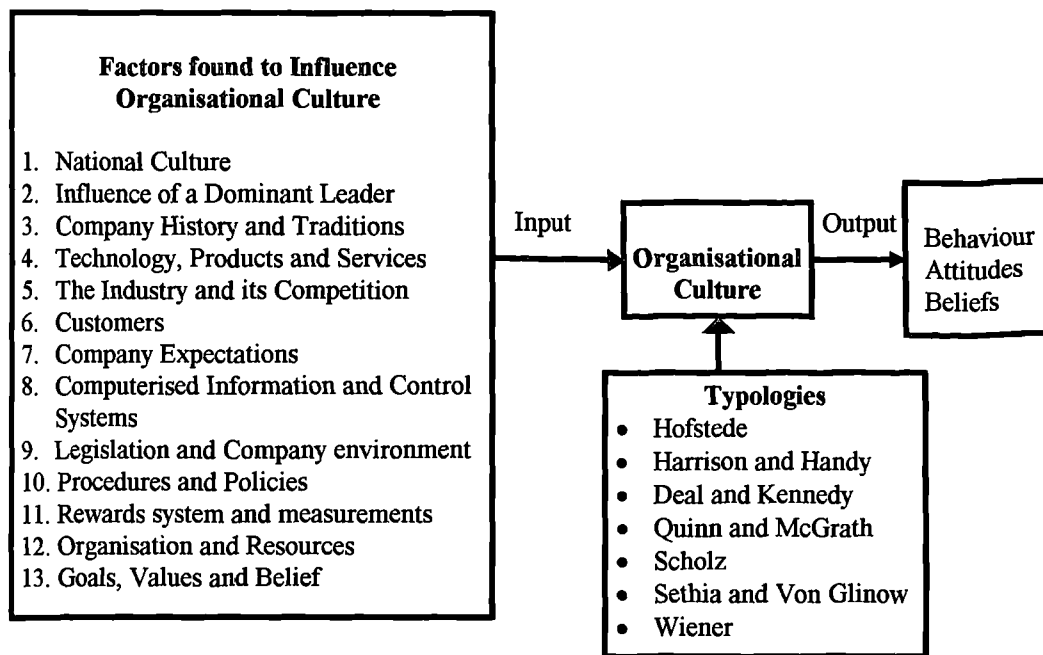 Factors found to Influence
Organisational Culture
1. National Culture
2. Influence of a Dominant Leader
3. Company History and Traditions
4. Technology, Products and Services
5. The Industry and its Competition
6. Customers
7. Company Expectations
8. Computerised Information and Control
Systems
9. Legislation and Company environment
10. Procedures and Policies
11. Rewards system and measurements
12. Organisation and Resources
13. Goals, Values and Belief
Input
Organisational
Culture
Output
Behaviour
Attitudes
Beliefs
Typologies
• Hofstede
• Harrison and Handy
• Deal and Kennedy
• Quinn and McGrath
• Scholz
• Sethia and Von Glinow
• Wiener